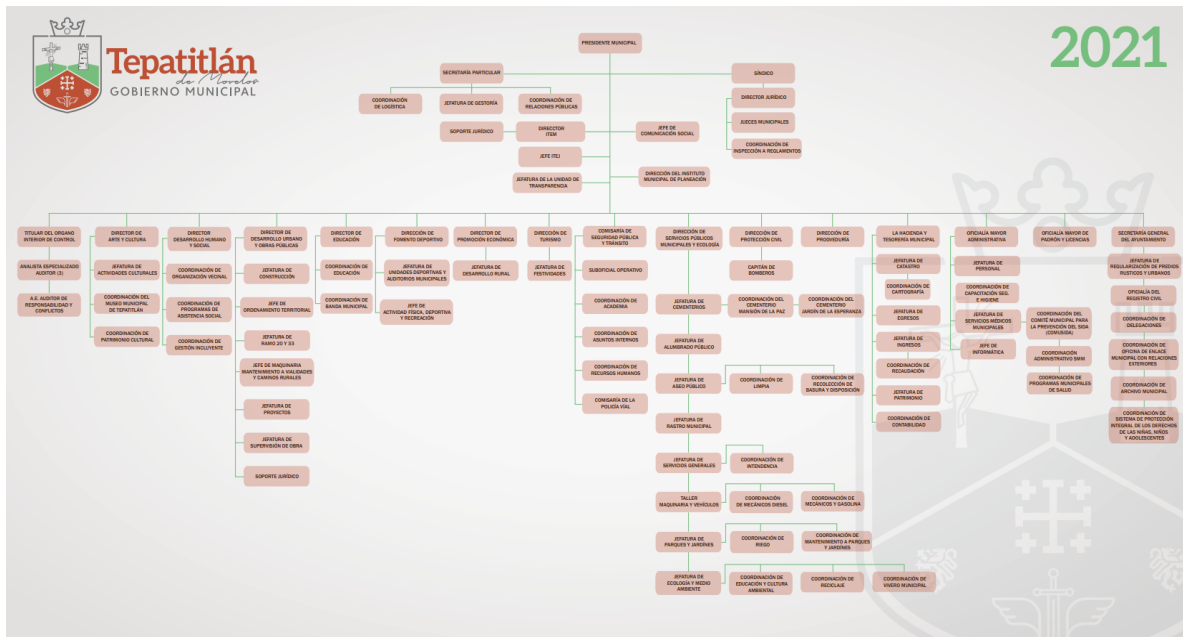 Tepatitlán
de Morelos
GOBIERNO MUNICIPAL
2021
PRESIDENTE MUNICIPAL
SECRETARÍA PARTICULAR
SÍNDICO
COORDINACIÓN
DE LOGÍSTICA
JEFATURA DE GESTORÍA
COORDINACIÓN DE
RELACIONES PÚBLICAS
DIRECTOR JURÍDICO
JUECES MUNICIPALES
COORDINACIÓN DE
INSPECCIÓN A REGLAMENTOS
SOPORTE JURÍDICO
DIRECCTOR
ITEM
JEFE DE
COMUNICACIÓN SOCIAL
JEFE ITEI
JEFATURA DE LA UNIDAD DE
TRANSPARENCIA
DIRECCIÓN DEL INSTITUTO
MUNICIPAL DE PLANEACIÓN
TITULAR DEL ORGANO
INTERIOR DE CONTROL
ANALISTA ESPECIALIZADO
AUDITOR (3)
A.E. AUDITOR DE
RESPONSABILIDAD Y
CONFLICTOS
DIRECTOR DE
ARTE Y CULTURA
JEFATURA DE
ACTIVIDADES CULTURALES
COORDINACIÓN DEL
MUSEO MUNICIPAL
DE TEPATITLÁN
COORDINACIÓN DE
PATRIMONIO CULTURAL
DIRECTOR
DESARROLLO HUMANO
Y SOCIAL
COORDINACIÓN DE
ORGANIZACIÓN VECINAL
COORDINACIÓN DE
PROGRAMAS DE
ASISTENCIA SOCIAL
COORDINACIÓN DE
GESTIÓN INCLUYENTE
DIRECTOR DE
DESARROLLO URBANO
Y OBRAS PÚBLICAS
JEFATURA DE
CONSTRUCCIÓN
JEFE DE
ORDENAMIENTO TERRITORIAL
JEFATURA DE
RAMO 20 Y 33
JEFE DE MAQUINARIA
MANTENIMIENTO A VIALIDADES
Y CAMINOS RURALES
JEFATURA DE
PROYECTOS
JEFATURA DE
SUPERVISIÓN DE OBRA
SOPORTE JURÍDICO
DIRECTOR DE
EDUCACIÓN
COORDINACIÓN DE
EDUCACIÓN
COORDINACIÓN DE
BANDA MUNICIPAL
DIRECCIÓN DE
FOMENTO DEPORTIVO
JEFATURA DE
UNIDADES DEPORTIVAS Y
AUDITORIOS MUNICIPALES
JEFE DE
ACTIVIDAD FÍSICA, DEPORTIVA
Y RECREACIÓN
DIRECTOR DE
PROMOCIÓN ECONÓMICA
JEFATURA DE
DESARROLLO RURAL
DIRECCIÓN DE
TURISMO
JEFATURA DE
FESTIVIDADES
COMISARÍA DE
SEGURIDAD PÚBLICA
Y TRÁNSITO
SUBOFICIAL OPERATIVO
COORDINACIÓN DE
ACADEMIA
COORDINACIÓN DE
ASUNTOS INTERNOS
COORDINACIÓN DE
RECURSOS HUMANOS
COMISARÍA DE LA
POLICÍA VÍAL
DIRECCIÓN DE
SERVICIOS PÚBLICOS
MUNICIPALES Y ECOLOGÍA
JEFATURA DE
CEMENTERIOS
COORDINACIÓN DEL
CEMENTERIO
MANSIÓN DE LA PAZ
COORDINACIÓN DEL
CEMENTERIO
JARDÍN DE LA ESPERANZA
JEFATURA DE
ALUMBRADO PÚBLICO
JEFATURA DE
ASEO PÚBLICO
COORDINACIÓN DE
LIMPIA
COORDINACIÓN DE
RECOLECCIÓN DE
BASURA Y DISPOSICIÓN
JEFATURA DE
RASTRO MUNICIPAL
JEFATURA DE
SERVICIOS GENERALES
COORDINACIÓN DE
INTENDENCIA
TALLER
MAQUINARIA Y VEHÍCULOS
COORDINACIÓN
DE MECÁNICOS DIESEL
COORDINACIÓN DE
MECÁNICOS Y GASOLINA
JEFATURA DE
PARQUES Y JARDÍNES
COORDINACIÓN DE
RIEGO
COORDINACIÓN DE
MANTENIMIENTO A PARQUES
Y JARDÍNES
JEFATURA DE
ECOLOGÍA Y MEDIO
AMBIENTE
COORDINACIÓN DE
EDUCACIÓN Y CULTURA
AMBIENTAL
COORDINACIÓN DE
RECICLAJE
COORDINACIÓN DE
VIVERO MUNICIPAL
DIRECCIÓN DE
PROTECCIÓN CIVIL
CAPITÁN DE
BOMBEROS
DIRECCIÓN DE
PROVEDURÍA
LA HACIENDA Y
TESORERÍA MUNICIPAL
JEFATURA DE
CATASTRO
COORDINACIÓN DE
CARTOGRAFÍA
JEFATURA DE
EGRESOS
JEFATURA DE
INGRESOS
COORDINACIÓN DE
RECAUDACIÓN
JEFATURA DE
PATRIMONIO
COORDINACIÓN DE
CONTABILIDAD
OFICIALÍA MAYOR
ADMINISTRATIVA
JEFATURA DE
PERSONAL
COORDINACIÓN DE
CAPACITACIÓN SEG.
E HIGIENE
JEFATURA DE
SERVICIOS MÉDICOS
MUNICIPALES
JEFE DE
INFORMÁTICA
COORDINACIÓN DEL
COMITÉ MUNICIPAL PARA
LA PREVENCIÓN DEL SIDA
(COMUSIDA)
COORDINACIÓN
ADMINISTRATIVO SMM
COORDINACIÓN DE
PROGRAMAS MUNICIPALES
DE SALUD
OFICIALÍA MAYOR DE
PADRÓN Y LICENCIAS
SECRETARÍA GENERAL
DEL AYUNTAMIENTO
JEFATURA DE
REGULARIZACIÓN DE PREDIOS
RÚSTICOS Y URBANOS
OFICIALÍA DEL
REGISTRO CIVIL
COORDINACIÓN DE
DELEGACIONES
COORDINACIÓN DE
OFICINA DE ENLACE
MUNICIPAL CON RELACIONES
EXTERIORES
COORDINACIÓN DE
ARCHIVO MUNICIPAL
COORDINACIÓN DE
SISTEMA DE PROTECCIÓN
INTEGRAL DE LOS DERECHOS
DE LAS NIÑAS, NIÑOS
Y ADOLESCENTES